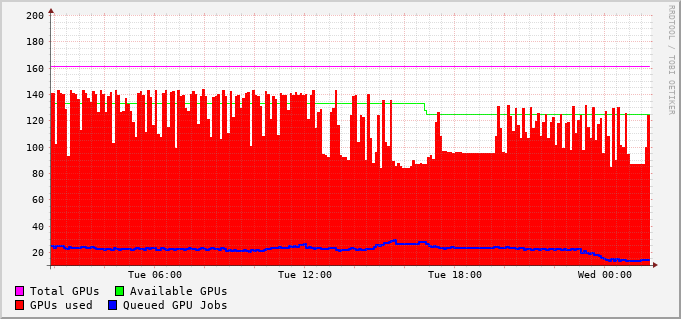 200
180
160
140
120
100
80
60
40
20
Tue 06:00 Tue 12:00 Tue 18:00 Wed 00:00
Total GPUs Available GPUs
GPUs used Queued GPU Jobs
RRDTOOL / TOBI OETIKER